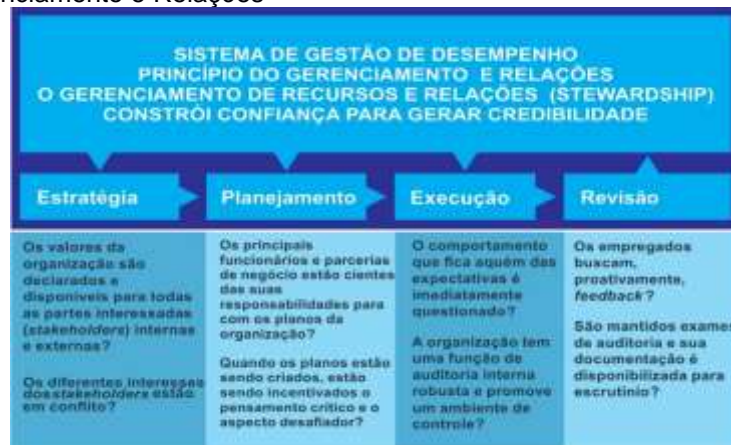 nciamento e Relações
SISTEMA DE GESTÃO DE DESEMPENHO
PRINCÍPIO DO GERENCIAMENTO E RELAÇÕES
O GERENCIAMENTO DE RECURSOS E RELAÇÕES (STEWARDSHIP)
CONSTRÓI CONFIANÇA PARA GERAR CREDIBILIDADE
Estratégia
Planejamento
Execução
Revisão
Os valores da
organização são
declarados e
disponíveis para todas
as partes interessadas
(stakeholders) internas
e externas?
Os diferentes interesses
dos stakeholders estão
em conflito?
Os principais
funcionários e parcerias
de negócio estão cientes
das suas
responsabilidades para
com os planos da
organização?
Quando os planos estão
sendo criados, estão
sendo incentivados o
pensamento crítico e o
aspecto desafiador?
O comportamento
que fica aquém das
expectativas é
imediatamente
questionado?
A organização tem
uma função de
auditoria interna
robusta e promove
um ambiente de
controle?
Os empregados
buscam,
proativamente,
feedback?
São mantidos exames
de auditoria e sua
documentação é
disponibilizada para
escrutínio?